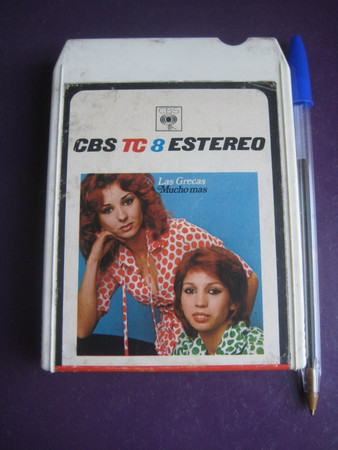 CBS
CBS TC 8 ESTEREO
Las Grecas
Mucho mas